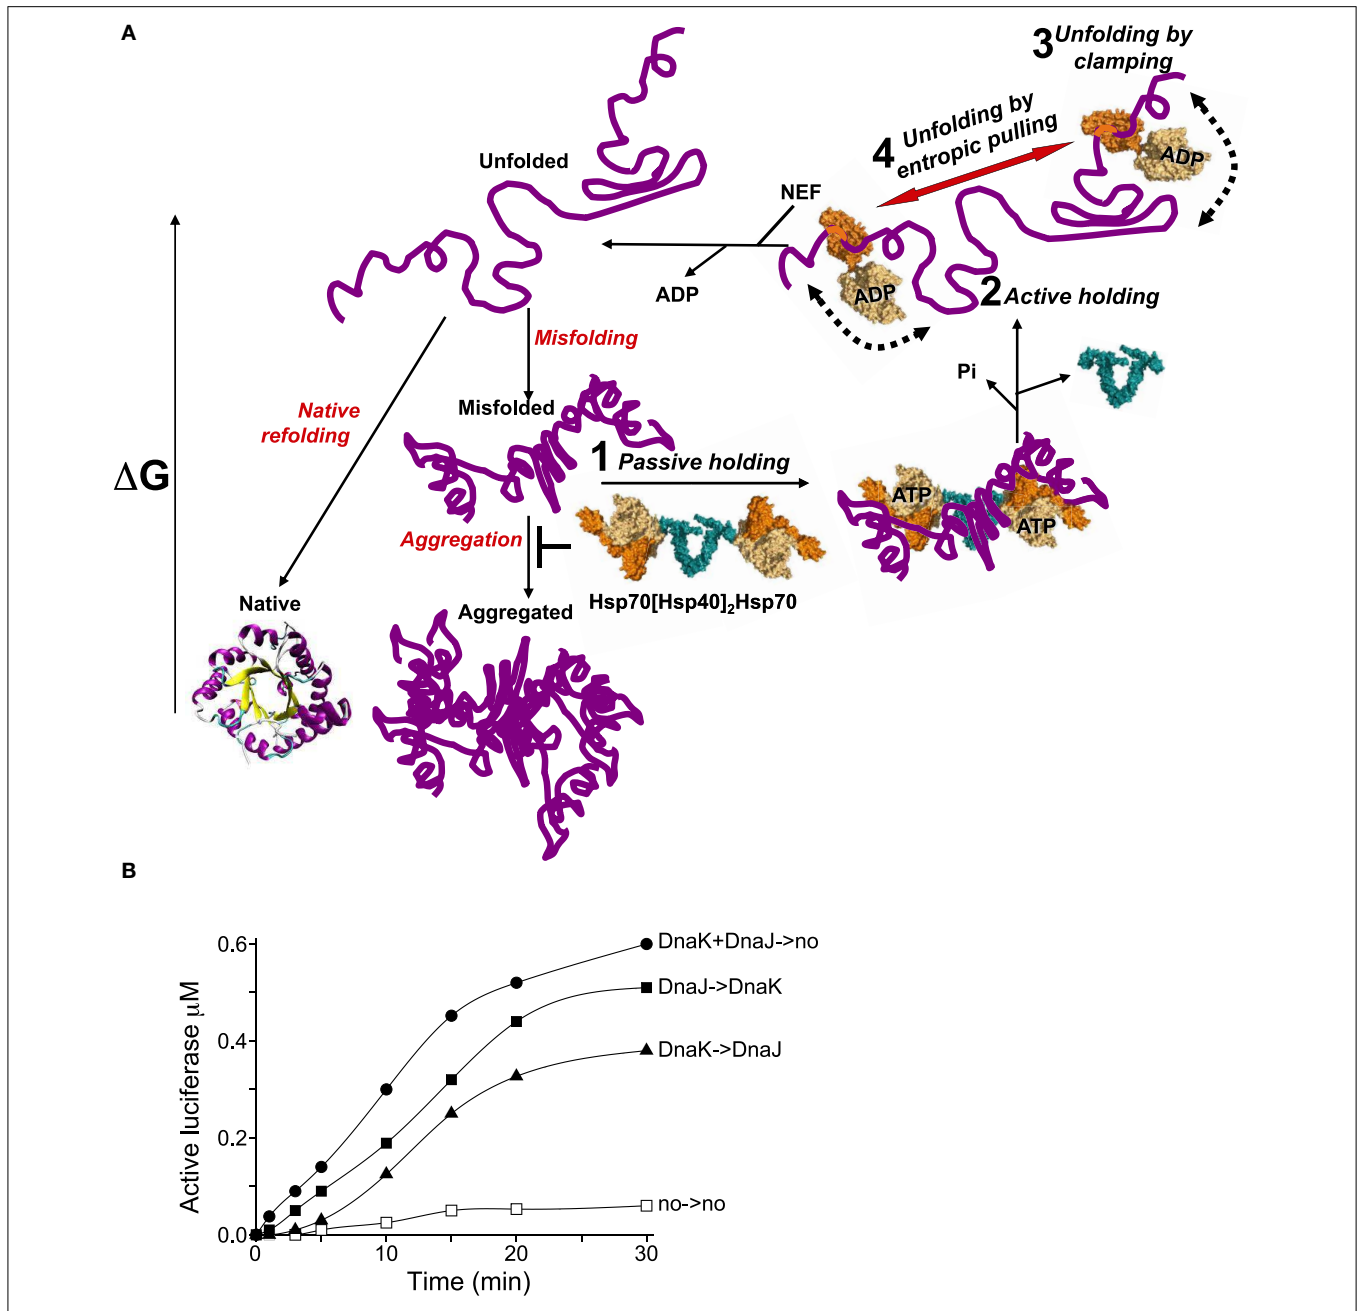 A
3 Unfolding by
clamping
4 Unfolding by
entropic pulling
ADP
Unfolded
NEF
ADP
ADP
2 Active holding
Pi
Misfolding
Misfolded
Native
refolding
1 Passive holding
ΔG
ATP
ATP
Aggregation
Hsp70[Hsp40]2Hsp70
Native
Aggregated
B
0.6
DnaK+DnaJ->no
DnaJ->DnaK
0.4
DnaK->DnaJ
0.2
no->no
0.0
0
10
20
30
Active luciferase μM
Time (min)